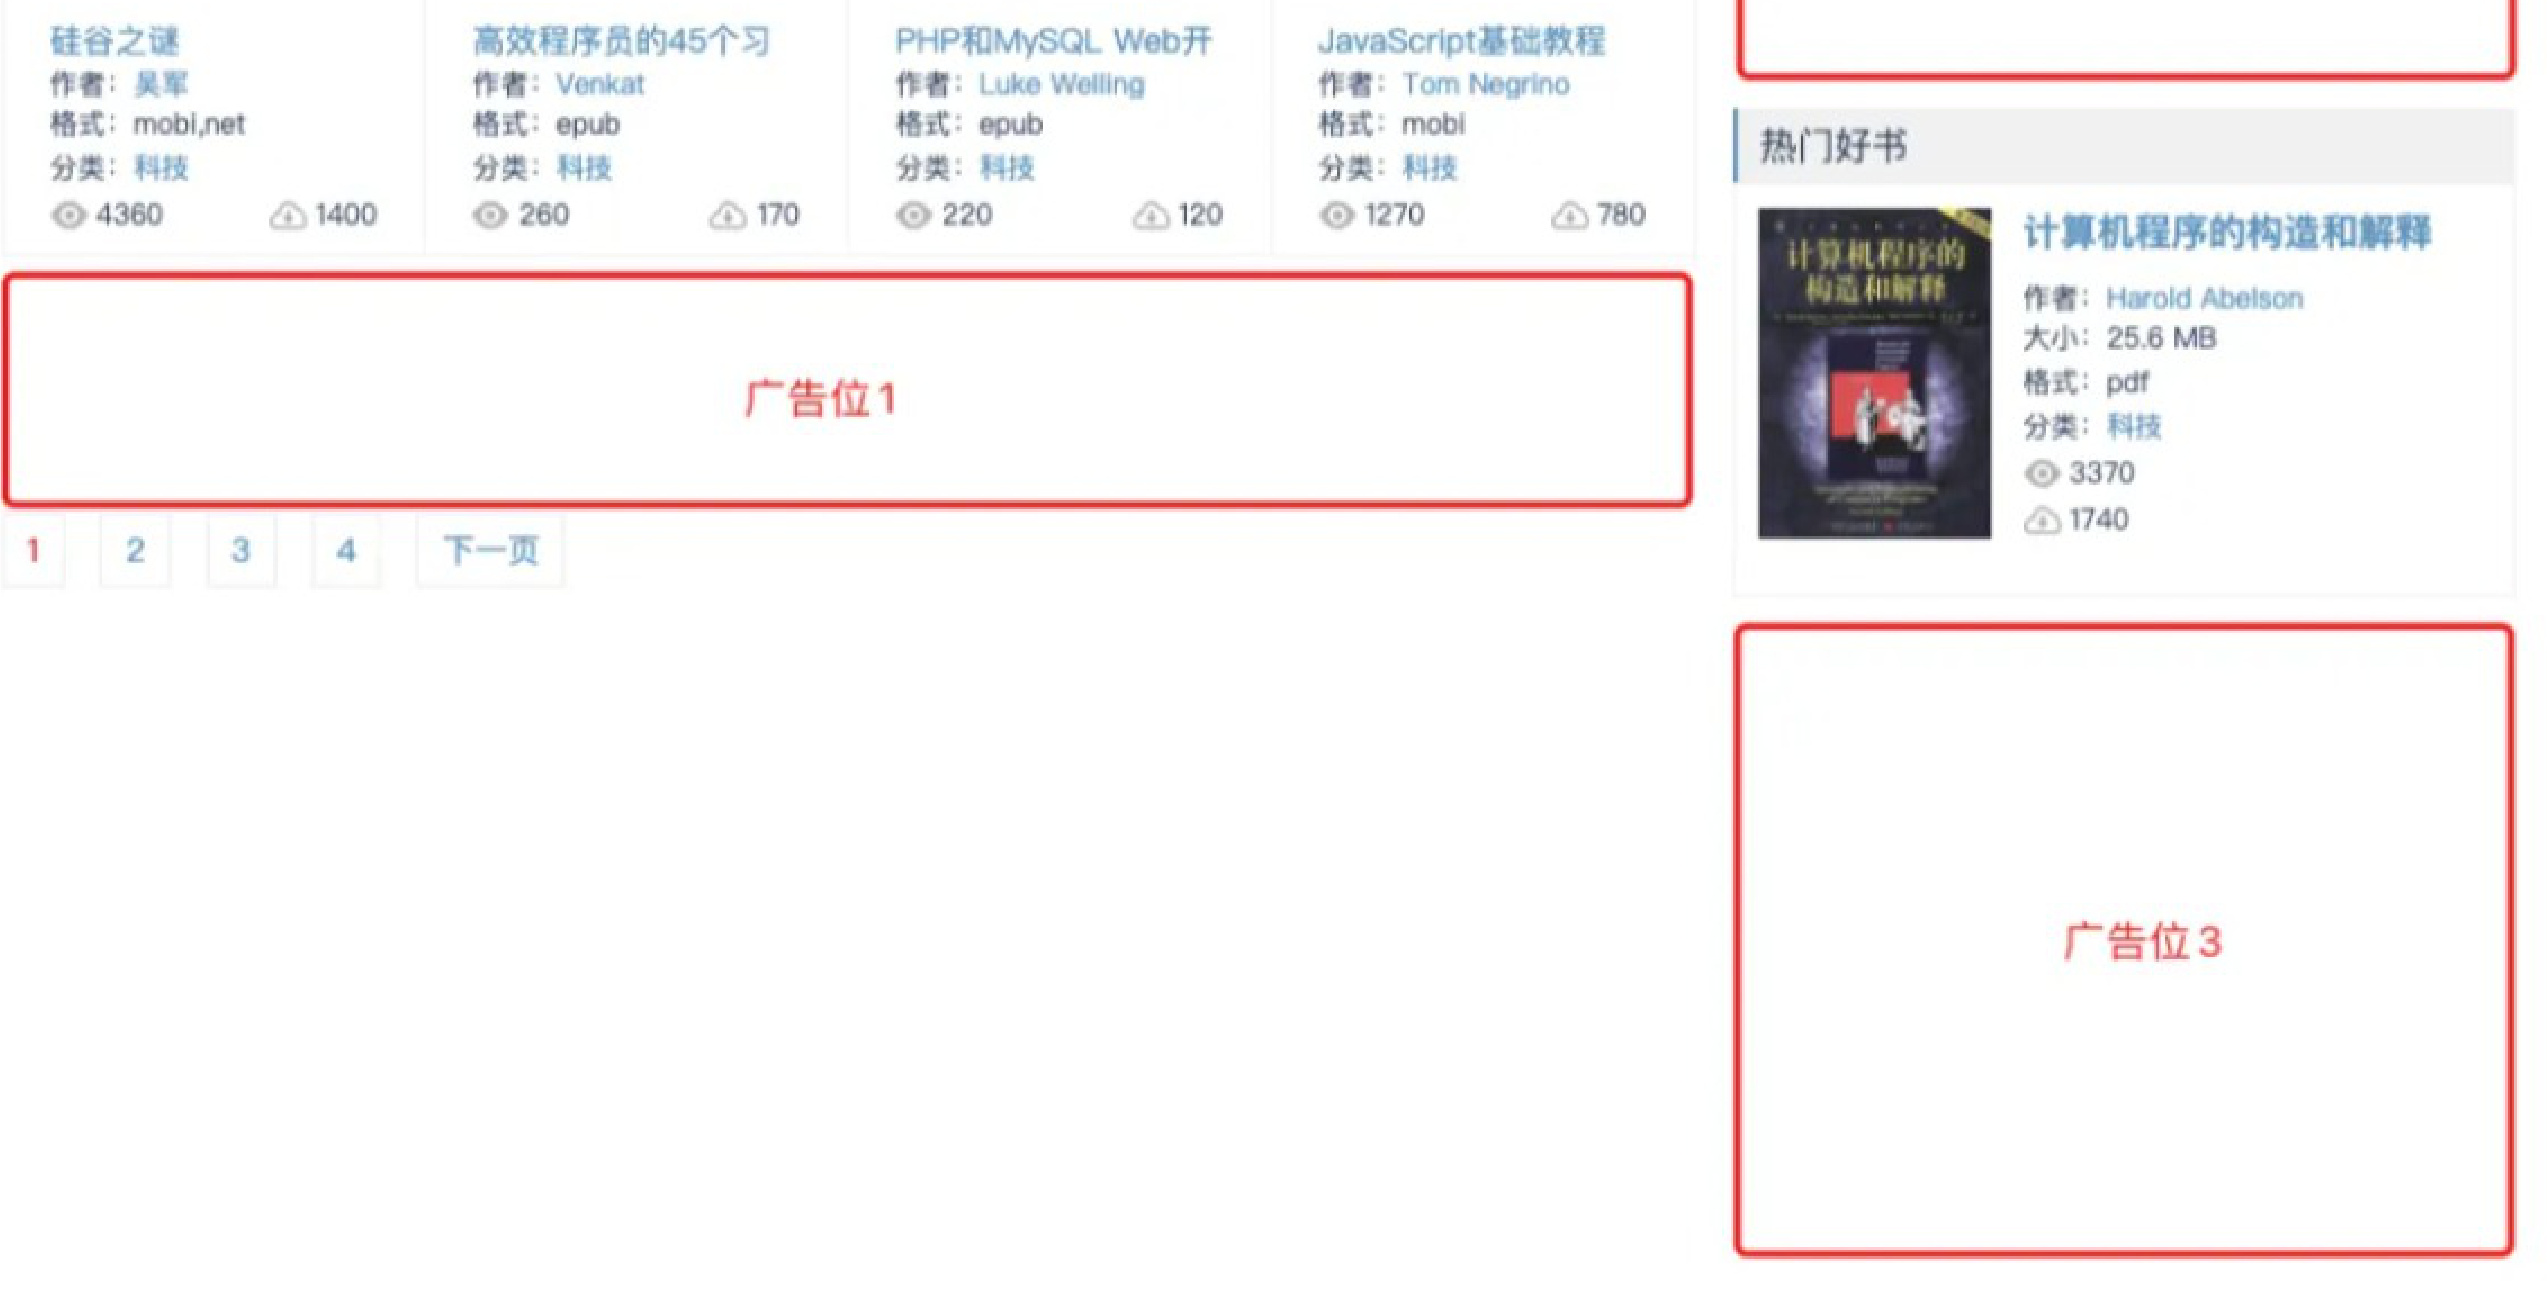 硅谷之谜
作者：吴军
格式：mobi,net
分类：科技
4360 1400
高效程序员的45个习
作者：Venkat
格式：epub
分类：科技
260 170
PHP和MySQL Web开
作者：Luke Welling
格式：epub
分类：科技
220 120
JavaScript基础教程
作者：Tom Negrino
格式：mobi
分类：科技
1270 780
广告位1
1 2 3 4 下一页
热门好书
计算机程序的
构造和解释
计算机程序的构造和解释
作者：Harold Abelson
大小：25.6 MB
格式：pdf
分类：科技
3370
1740
广告位3